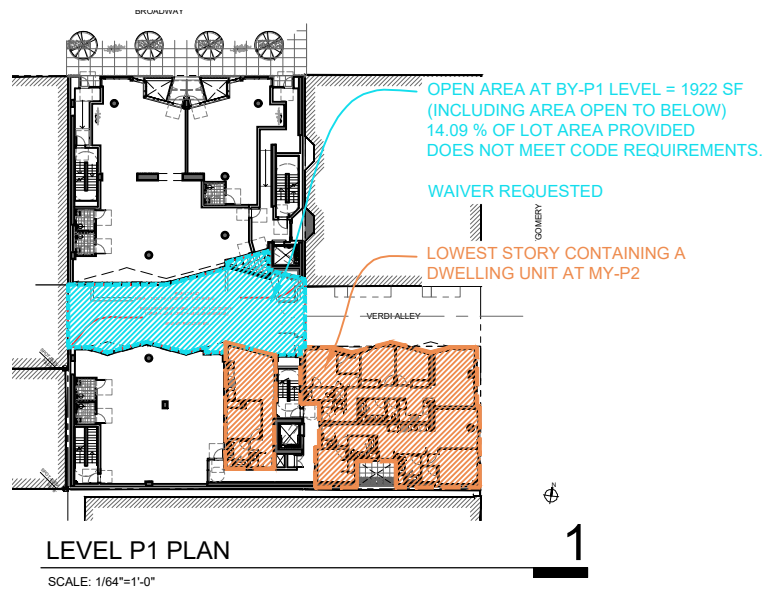 BROADWAY
OPEN AREA AT BY-P1 LEVEL = 1922 SF
(INCLUDING AREA OPEN TO BELOW)
14.09 % OF LOT AREA PROVIDED
DOES NOT MEET CODE REQUIREMENTS.
WAIVER REQUESTED
GOMERY
LOWEST STORY CONTAINING A
DWELLING UNIT AT MY-P2
VERDI ALLEY
N
LEVEL P1 PLAN
1
SCALE: 1/64"=1'-0"